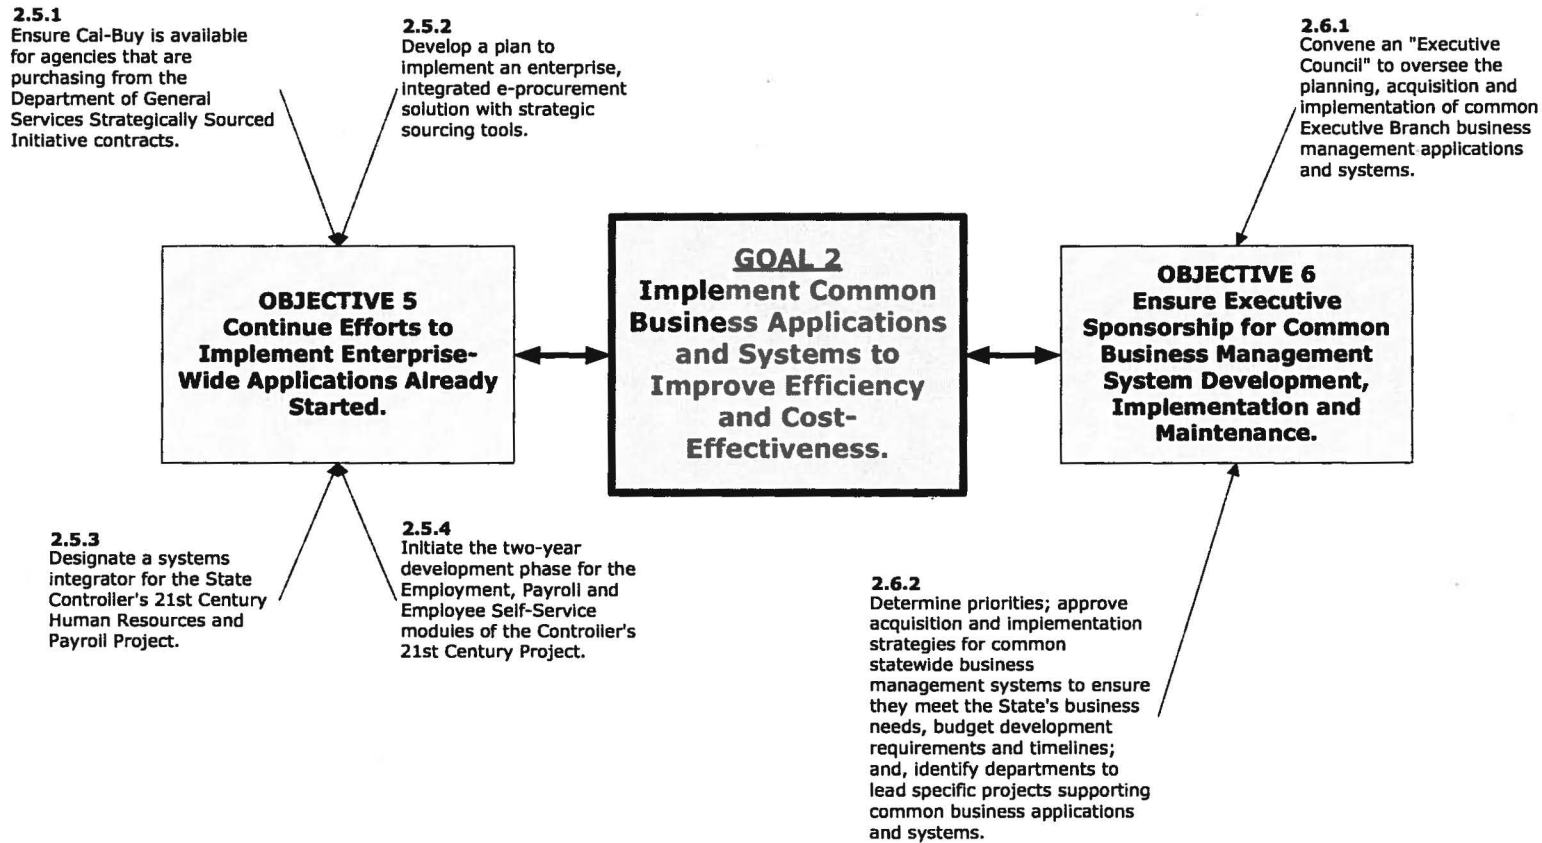 2.5.1
Ensure Cal-Buy is available
for agencies that are
purchasing from the
Department of General
Services Strategically Sourced
Initiative contracts.
2.5.2
Develop a plan to
implement an enterprise,
integrated e-procurement
solution with strategic
sourcing tools.
2.6.1
Convene an "Executive
Council" to oversee the
planning, acquisition and
implementation of common
Executive Branch business
management applications
and systems.
OBJECTIVE 5
Continue Efforts to
Implement Enterprise-
Wide Applications Already
Started.
GOAL 2
Implement Common
Business Applications
and Systems to
Improve Efficiency
and Cost-
Effectiveness.
OBJECTIVE 6
Ensure Executive
Sponsorship for Common
Business Management
System Development,
Implementation and
Maintenance.
2.5.3
Designate a systems
integrator for the State
Controller's 21st Century
Human Resources and
Payroll Project.
2.5.4
Initiate the two-year
development phase for the
Employment, Payroll and
Employee Self-Service
modules of the Controller's
21st Century Project.
2.6.2
Determine priorities; approve
acquisition and implementation
strategies for common
statewide business
management systems to ensure
they meet the State's business
needs, budget development
requirements and timelines;
and, identify departments to
lead specific projects supporting
common business applications
and systems.